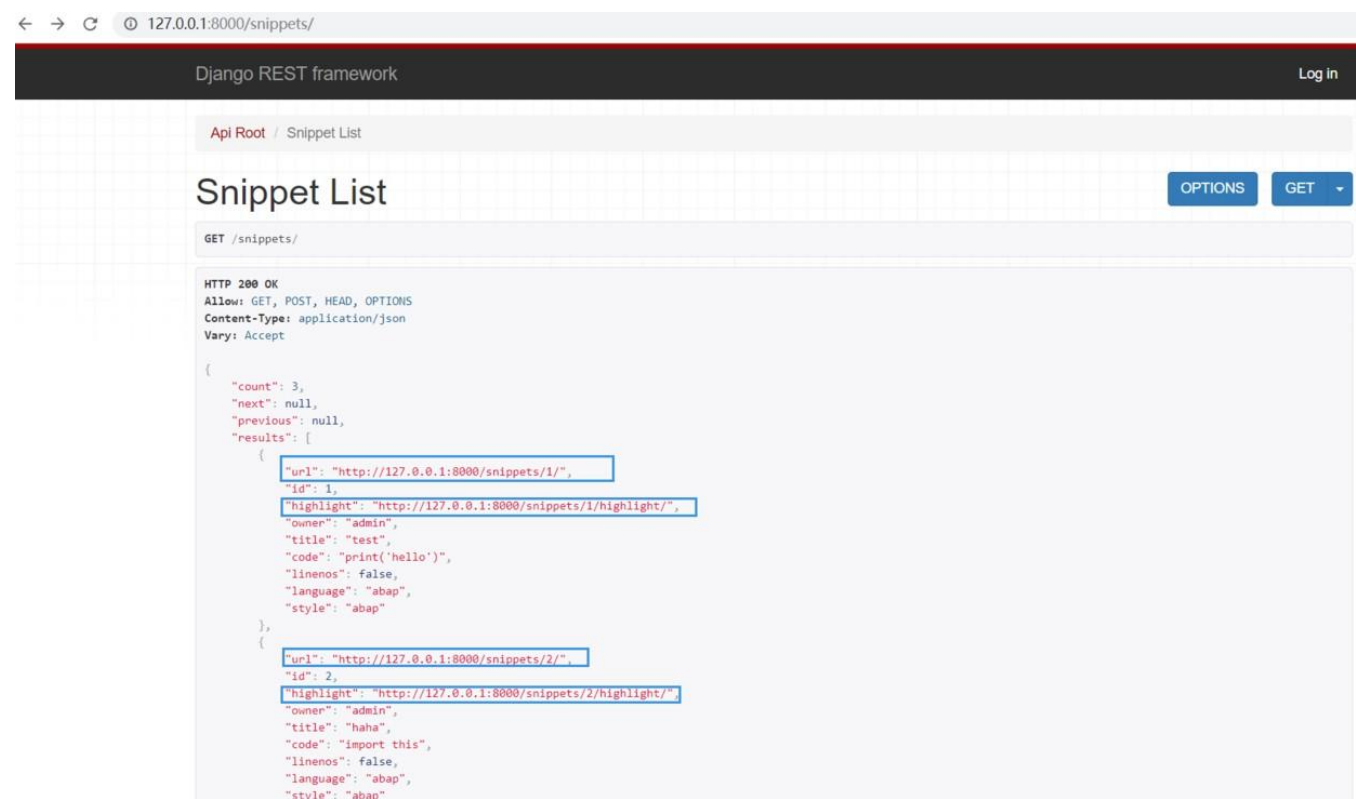 127.0.0.1:8000/snippets/
Django REST framework Log in
Api Root / Snippet List
Snippet List OPTIONS GET
GET /snippets/
HTTP 200 OK
Allow: GET, POST, HEAD, OPTIONS
Content-Type: application/json
Vary: Accept
{
"count": 3,
"next": null,
"previous": null,
"results": [
{
"url": "http://127.0.0.1:8000/snippets/1/",
"id": 1,
"highlight": "http://127.0.0.1:8000/snippets/1/highlight/",
"owner": "admin",
"title": "test",
"code": "print('hello')",
"linenos": false,
"language": "abap",
"style": "abap"
},
{
"url": "http://127.0.0.1:8000/snippets/2/",
"id": 2,
"highlight": "http://127.0.0.1:8000/snippets/2/highlight/",
"owner": "admin",
"title": "haha",
"code": "import this",
"linenos": false,
"language": "abap",
"style": "abap"